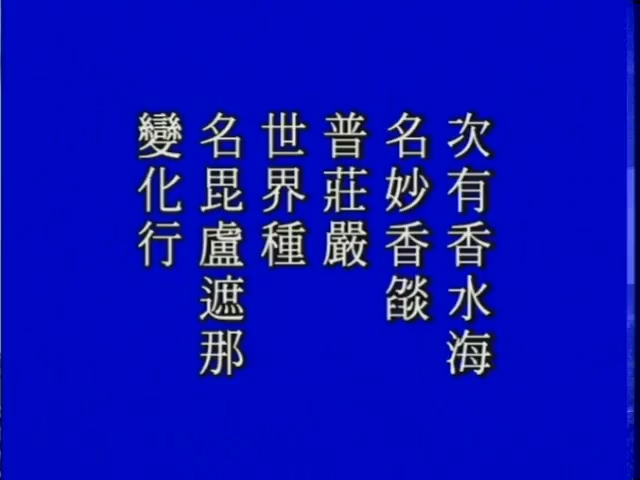 次有香水海
名妙香燄
普莊嚴
世界種
名毘盧遮那
變化行